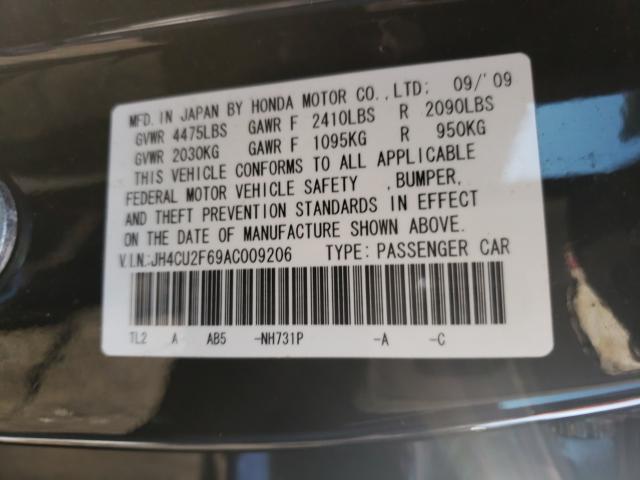 MFD. IN JAPAN BY HONDA MOTOR CO., LTD: 09/'09
GVWR 4475LBS GAWR F 2410LBS R 2090LBS
GVWR 2030KG GAWR F 1095KG R 950KG
THIS VEHICLE CONFORMS TO ALL APPLICABLE
FEDERAL MOTOR VEHICLE SAFETY , BUMPER,
AND THEFT PREVENTION STANDARDS IN EFFECT
ON THE DATE OF MANUFACTURE SHOWN ABOVE.
V.I.N.:JH4CU2F69AC009206 TYPE: PASSENGER CAR
TL2 A AB5 -NH731P -A -C